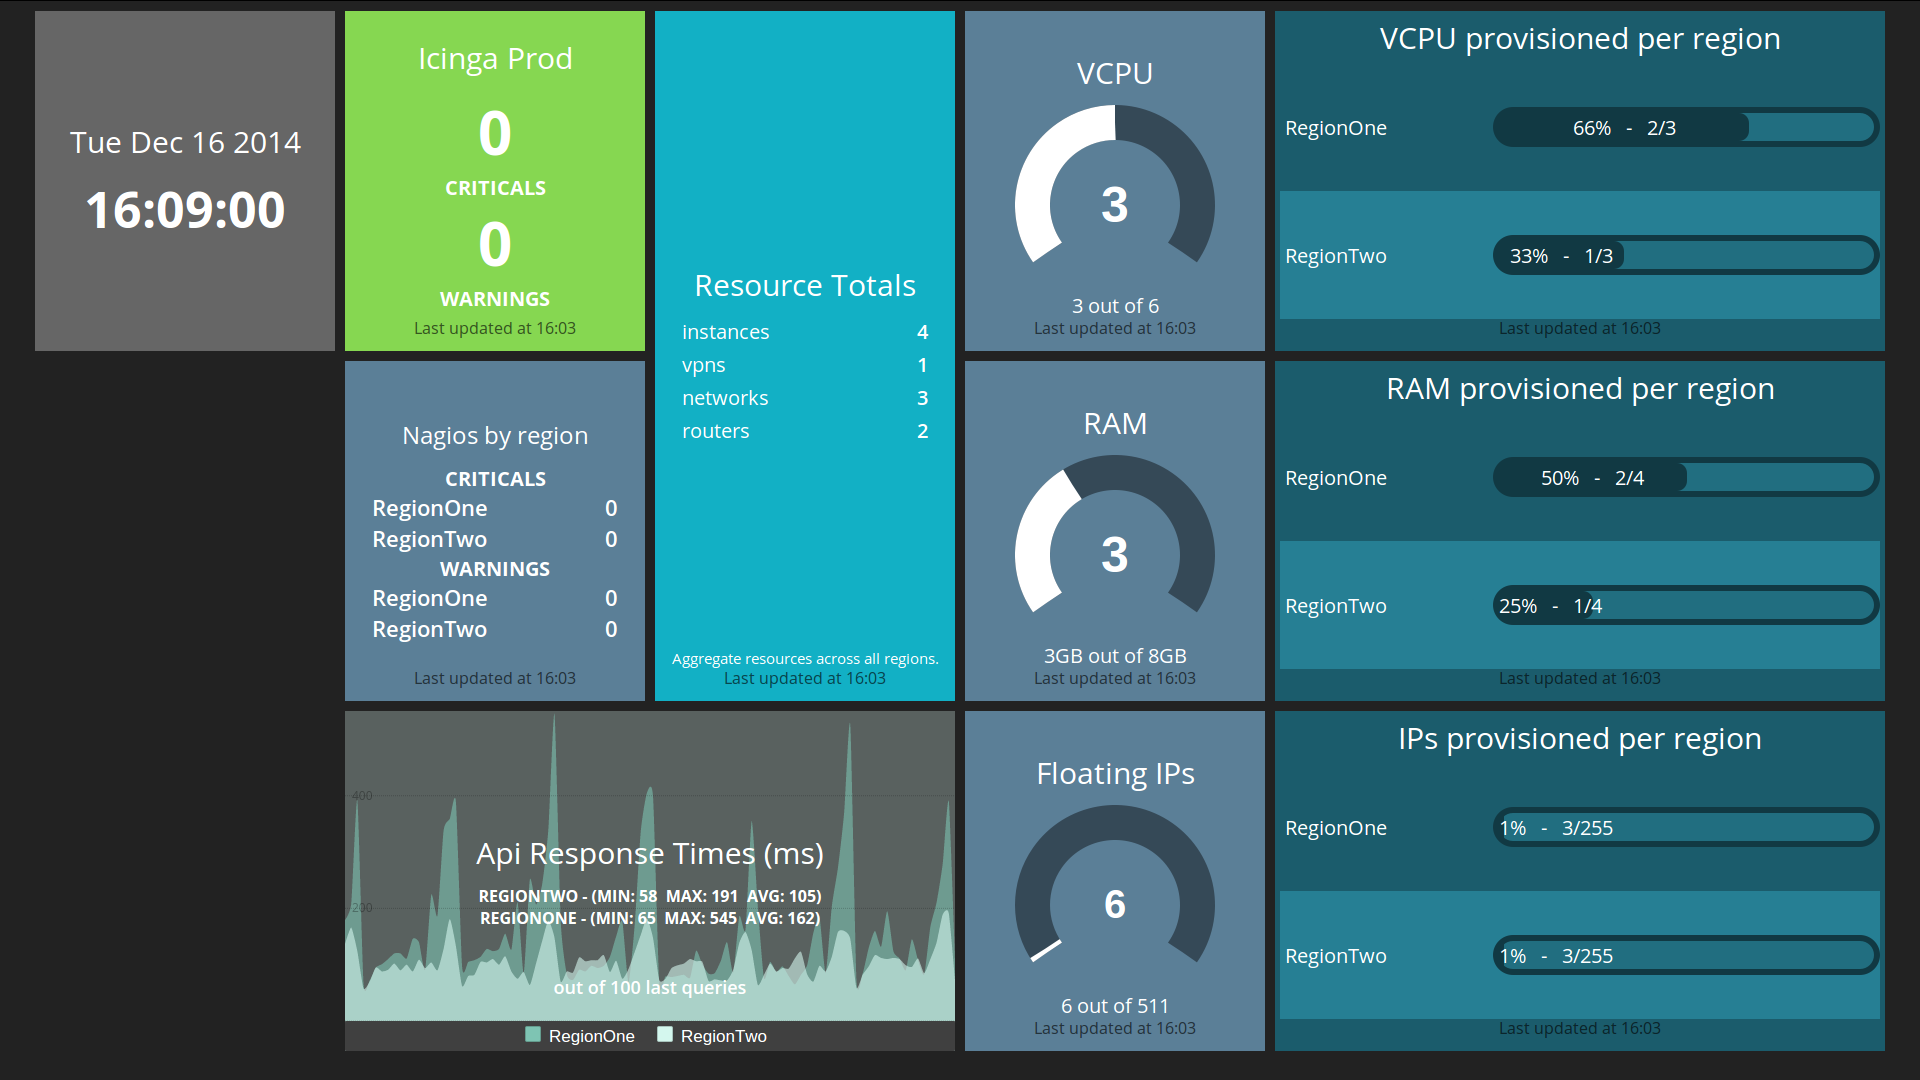 Tue Dec 16 2014
16:09:00
Icinga Prod
0
CRITICALS
0
WARNINGS
Last updated at 16:03
Nagios by region
CRITICALS
RegionOne 0
RegionTwo 0
WARNINGS
RegionOne 0
RegionTwo 0
Last updated at 16:03
Resource Totals
instances 4
vpns 1
networks 3
routers 2
Aggregate resources across all regions.
Last updated at 16:03
400
200
Api Response Times (ms)
REGIONTWO - (MIN: 58 MAX: 191 AVG: 105)
REGIONONE - (MIN: 65 MAX: 545 AVG: 162)
out of 100 last queries
RegionOne RegionTwo
VCPU
3
3 out of 6
Last updated at 16:03
RAM
3
3GB out of 8GB
Last updated at 16:03
Floating IPs
6
6 out of 511
Last updated at 16:03
VCPU provisioned per region
RegionOne 66% - 2/3
RegionTwo 33% - 1/3
Last updated at 16:03
RAM provisioned per region
RegionOne 50% - 2/4
RegionTwo 25% - 1/4
Last updated at 16:03
IPs provisioned per region
RegionOne 1% - 3/255
RegionTwo 1% - 3/255
Last updated at 16:03